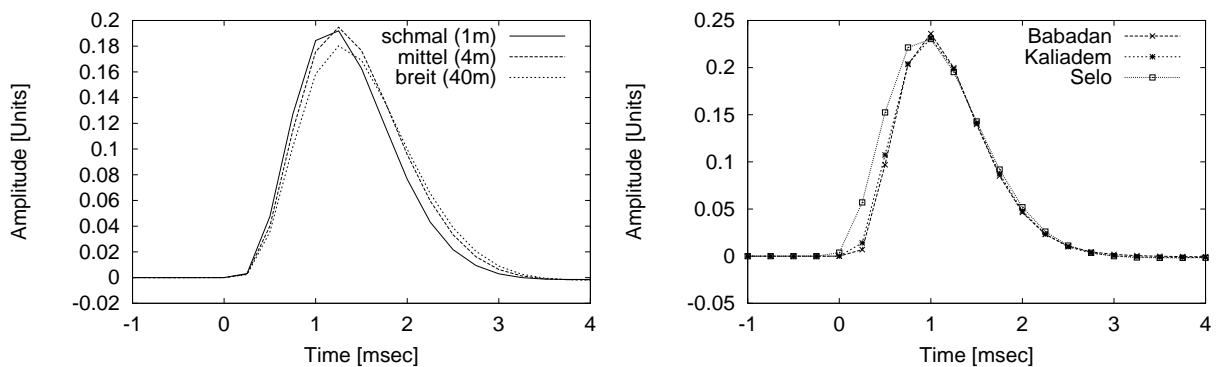 0.2
0.18
0.16
0.14
0.12
0.1
0.08
0.06
0.04
0.02
0
-0.02
Amplitude [Units]
schmal (1m)
mittel (4m)
breit (40m)
-1 0 1 2 3 4
Time [msec]
0.25
0.2
0.15
0.1
0.05
0
-0.05
Amplitude [Units]
Babadan
Kaliadem
Selo
-1 0 1 2 3 4
Time [msec]